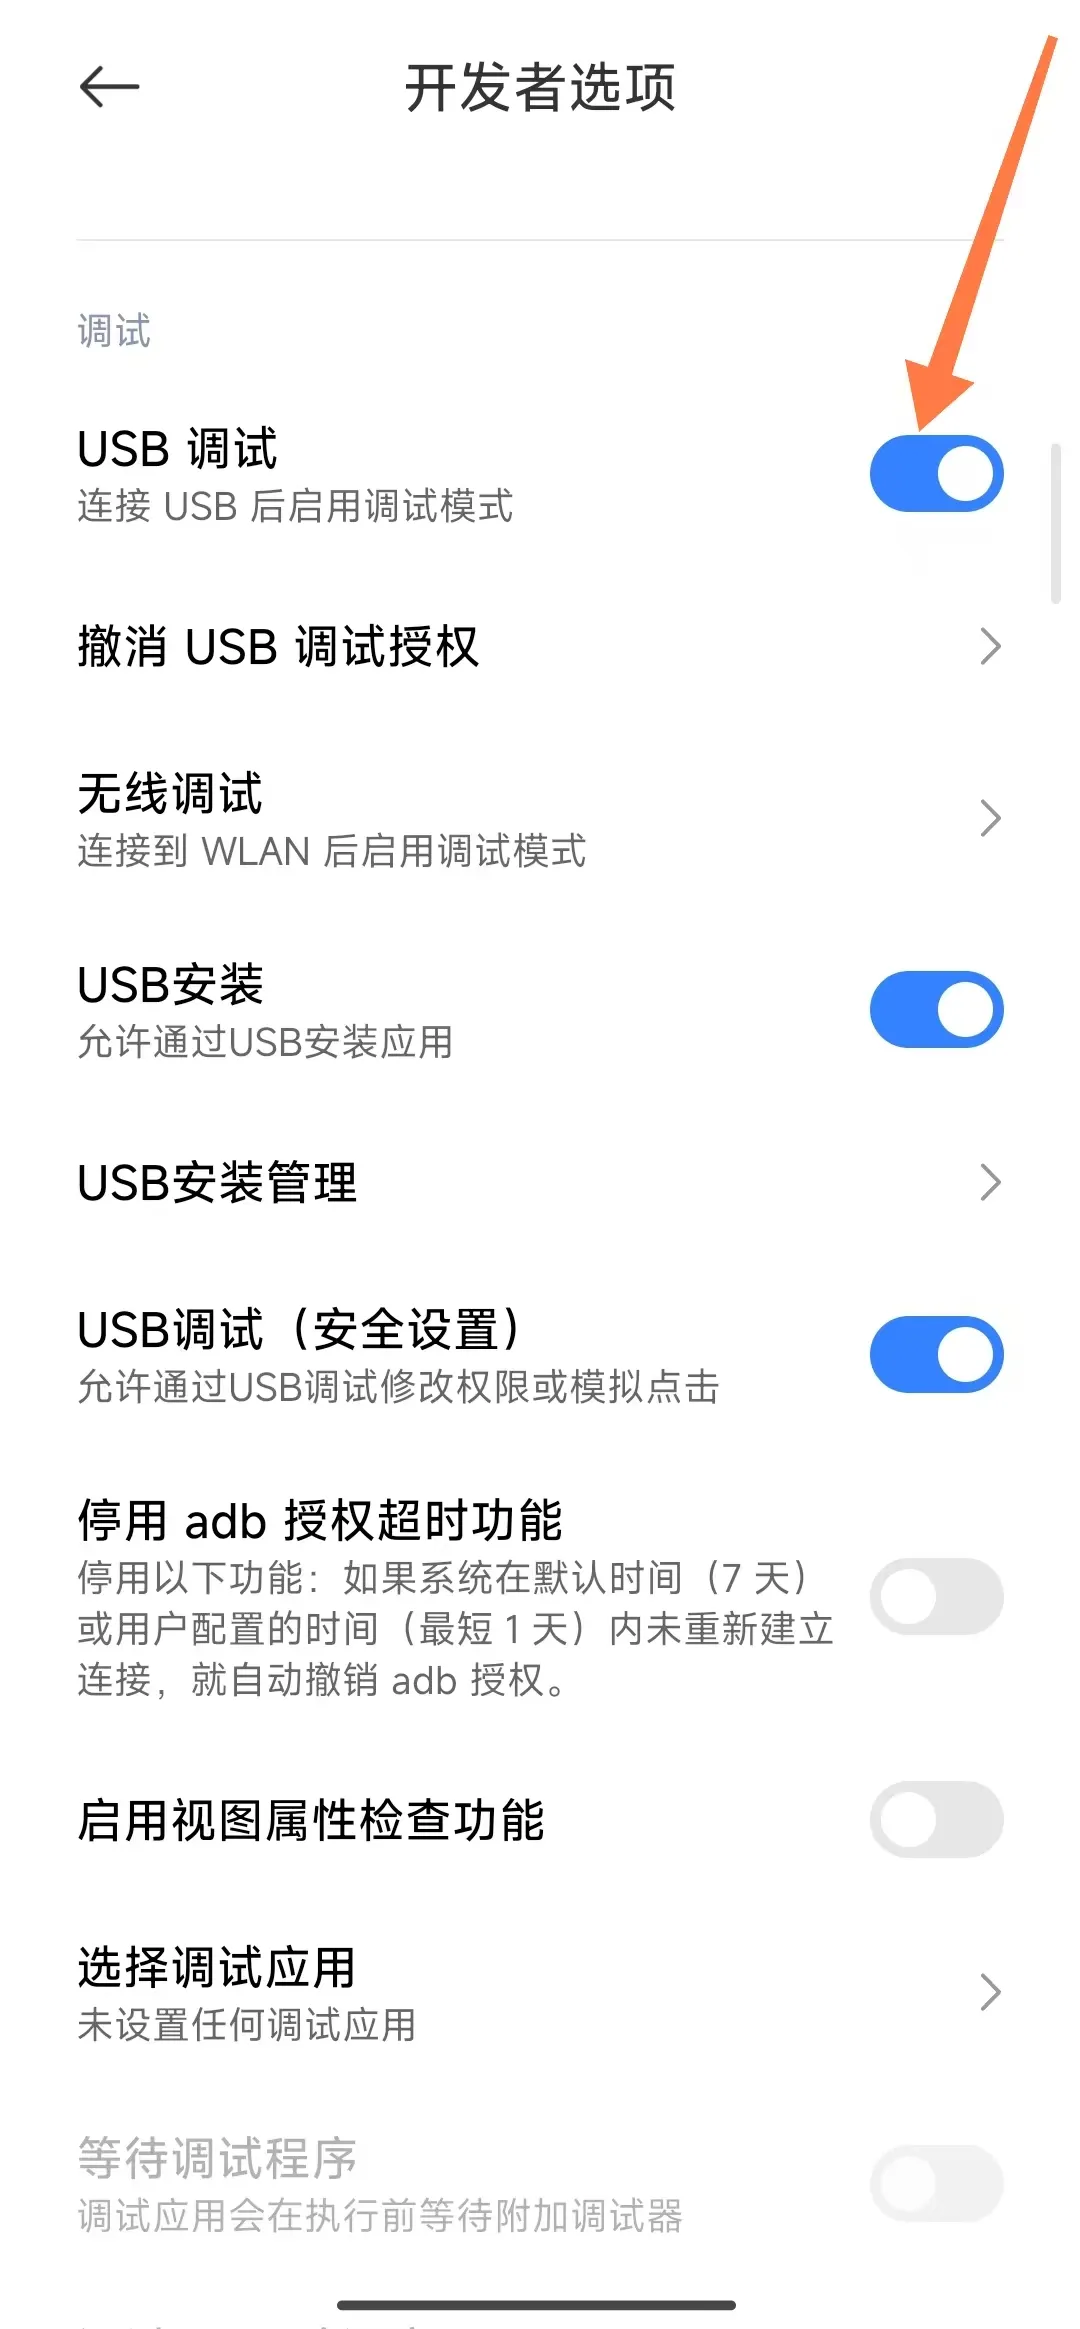 开发者选项
调试
USB 调试
连接 USB 后启用调试模式
撤消 USB 调试授权
无线调试
连接到 WLAN 后启用调试模式
USB安装
允许通过USB安装应用
USB安装管理
USB调试（安全设置）
允许通过USB调试修改权限或模拟点击
停用 adb 授权超时功能
停用以下功能：如果系统在默认时间（7 天）
或用户配置的时间（最短 1 天）内未重新建立
连接，就自动撤销 adb 授权。
启用视图属性检查功能
选择调试应用
未设置任何调试应用
等待调试程序
调试应用会在执行前等待附加调试器